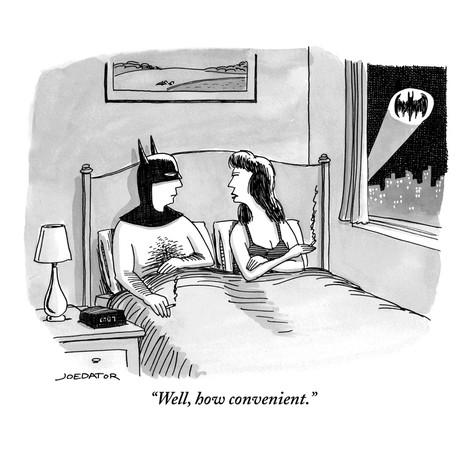 JOEDATOR
“Well, how convenient.”